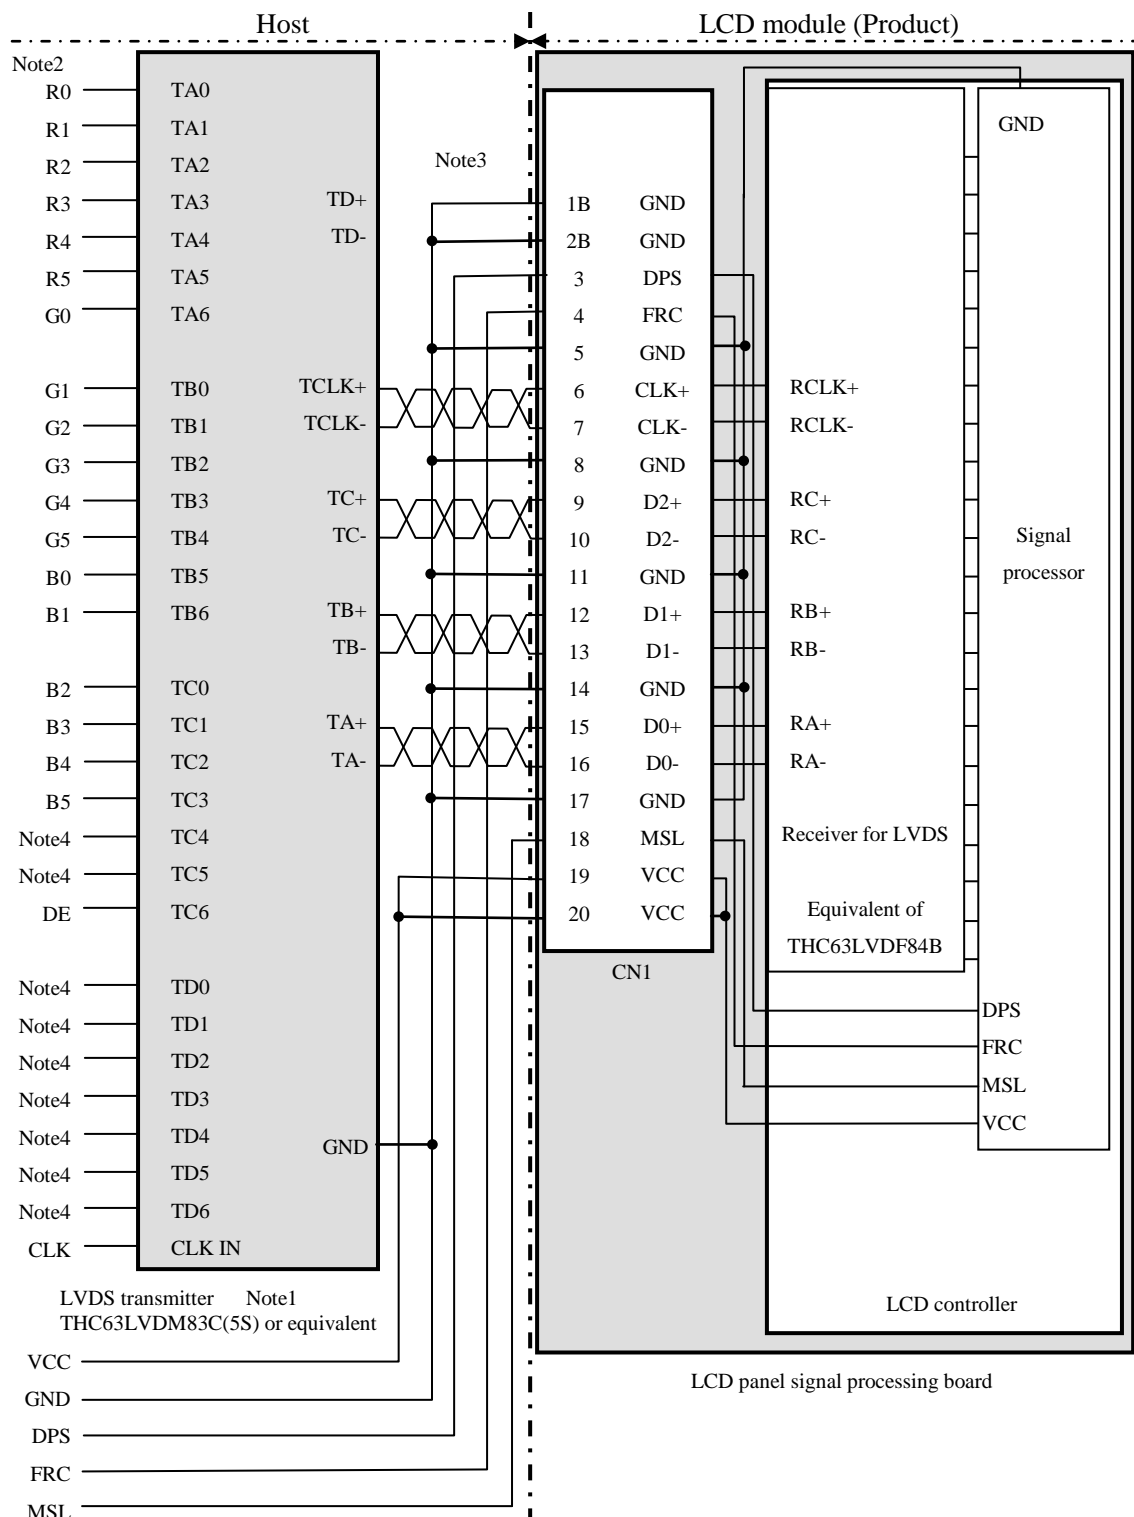 Host
LCD module (Product)
Note2
R0 TA0
R1 TA1
R2 TA2
R3 TA3 TD+
R4 TA4 TD-
R5 TA5
G0 TA6
G1 TB0 TCLK+
G2 TB1 TCLK-
G3 TB2
G4 TB3 TC+
G5 TB4 TC-
B0 TB5
B1 TB6 TB+
TB-
B2 TC0
B3 TC1 TA+
B4 TC2 TA-
B5 TC3
Note4 TC4
Note4 TC5
DE TC6
Note4 TD0
Note4 TD1
Note4 TD2
Note4 TD3
Note4 TD4 GND
Note4 TD5
Note4 TD6
CLK CLK IN
LVDS transmitter Note1
THC63LVDM83C(5S) or equivalent
VCC
GND
DPS
FRC
MSL
Note3
1B GND
2B GND
3 DPS
4 FRC
5 GND
6 CLK+
7 CLK-
8 GND
9 D2+
10 D2-
11 GND
12 D1+
13 D1-
14 GND
15 D0+
16 D0-
17 GND
18 MSL
19 VCC
20 VCC
CN1
RCLK+
RCLK-
RC+
RC-
RB+
RB-
RA+
RA-
Receiver for LVDS
Equivalent of
THC63LVDF84B
GND
Signal
processor
DPS
FRC
MSL
VCC
LCD controller
LCD panel signal processing board